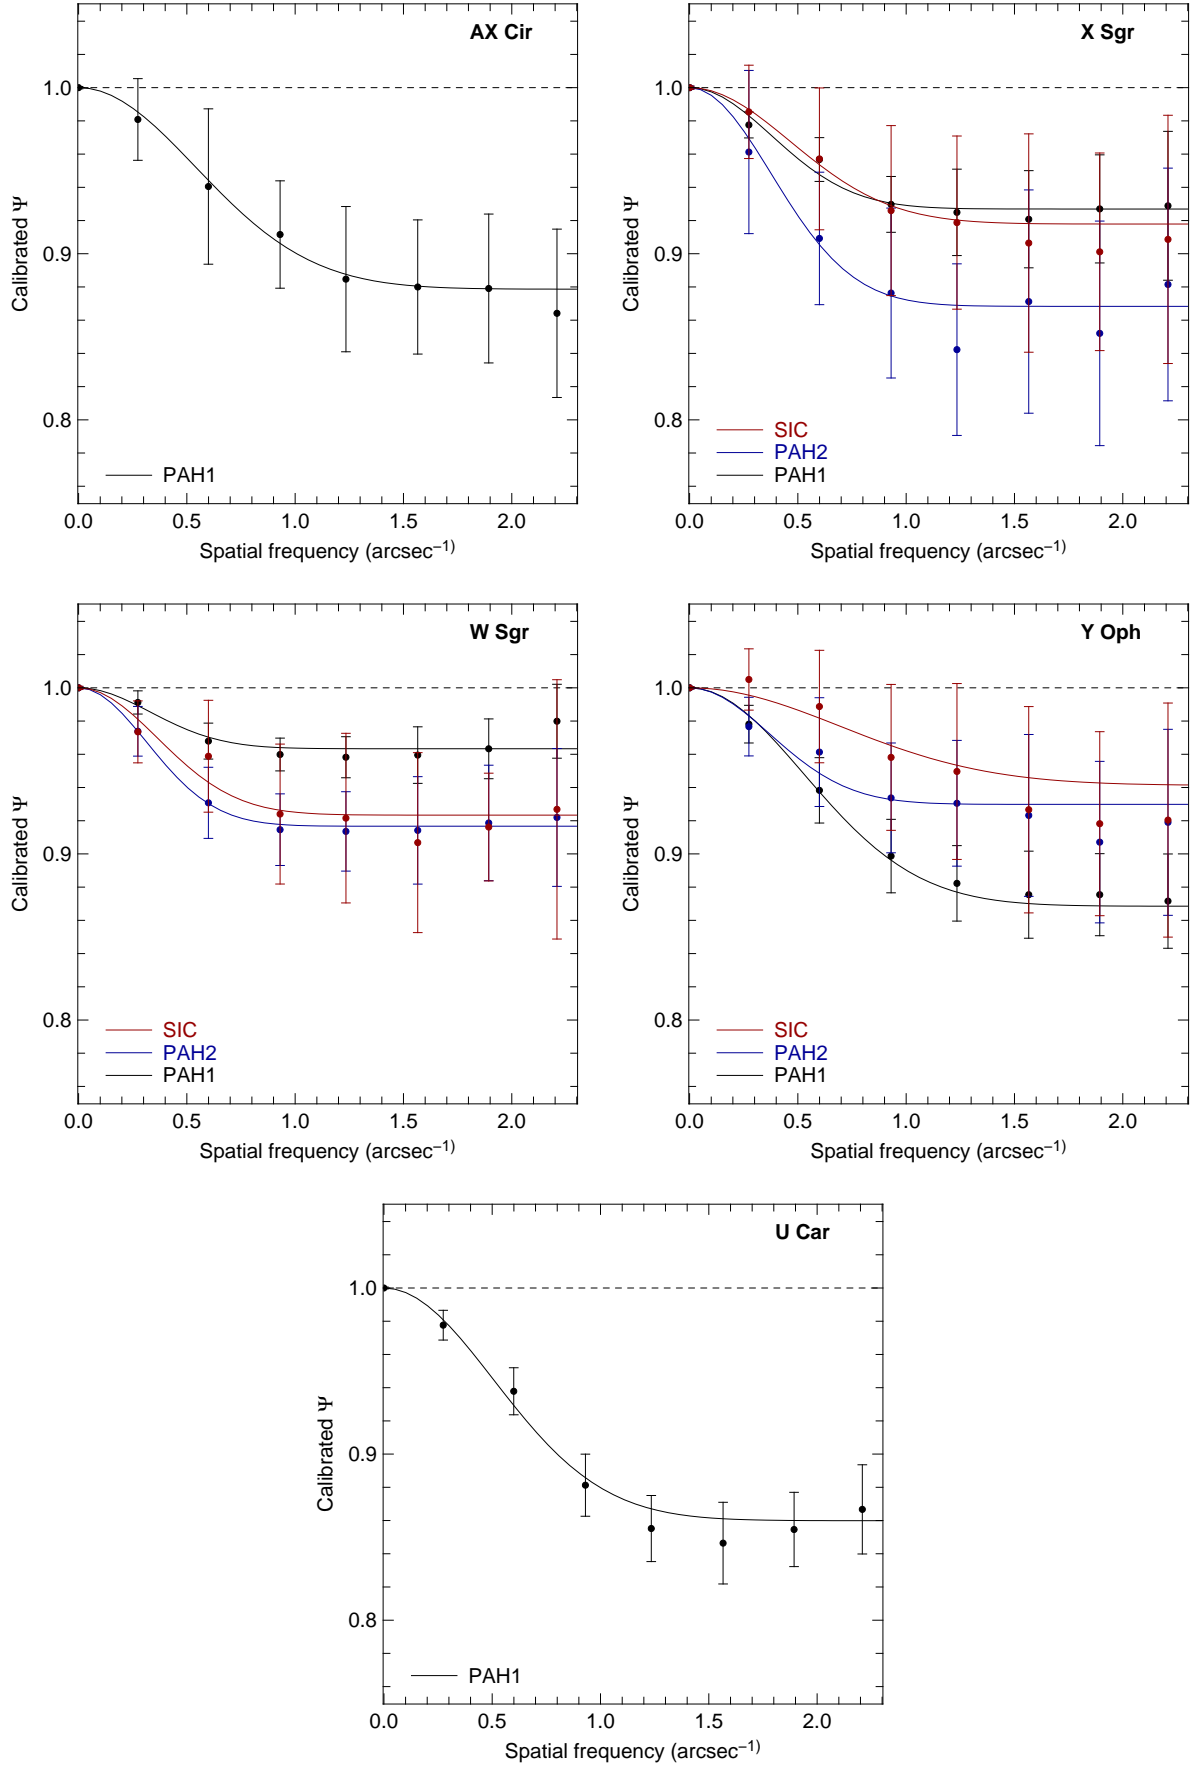 AX Cir
1.0
0.9
0.8
Calibrated Ψ
PAH1
0.0 0.5 1.0 1.5 2.0
Spatial frequency (arcsec−1)
X Sgr
1.0
0.9
0.8
Calibrated Ψ
SIC
PAH2
PAH1
0.0 0.5 1.0 1.5 2.0
Spatial frequency (arcsec−1)
W Sgr
1.0
0.9
0.8
Calibrated Ψ
SIC
PAH2
PAH1
0.0 0.5 1.0 1.5 2.0
Spatial frequency (arcsec−1)
Y Oph
1.0
0.9
0.8
Calibrated Ψ
SIC
PAH2
PAH1
0.0 0.5 1.0 1.5 2.0
Spatial frequency (arcsec−1)
U Car
1.0
0.9
0.8
Calibrated Ψ
PAH1
0.0 0.5 1.0 1.5 2.0
Spatial frequency (arcsec−1)